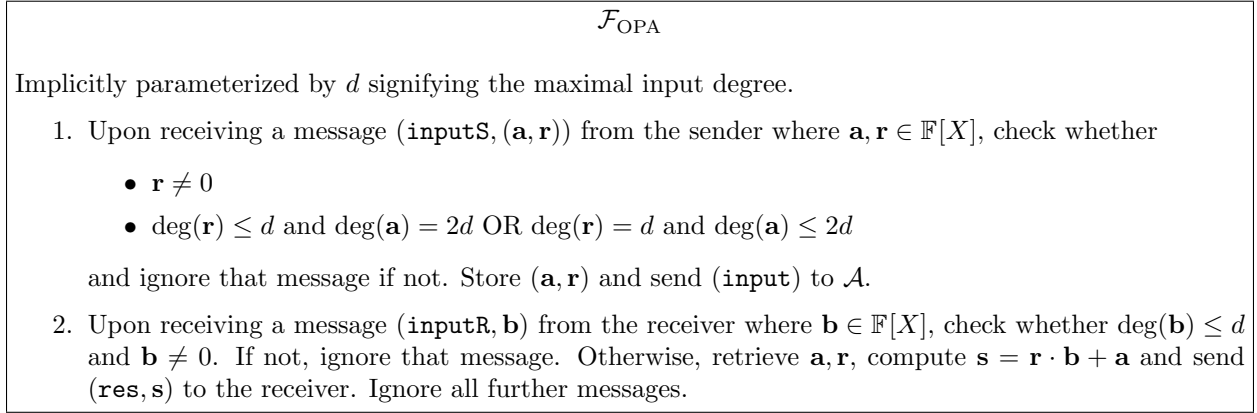 𝓕_OPA
Implicitly parameterized by d signifying the maximal input degree.
1. Upon receiving a message (inputS, (𝐚, 𝐫)) from the sender where 𝐚, 𝐫 ∈ 𝔽[X], check whether
• 𝐫 ≠ 0
• deg(𝐫) ≤ d and deg(𝐚) = 2d OR deg(𝐫) = d and deg(𝐚) ≤ 2d
and ignore that message if not. Store (𝐚, 𝐫) and send (input) to 𝒜.
2. Upon receiving a message (inputR, 𝐛) from the receiver where 𝐛 ∈ 𝔽[X], check whether deg(𝐛) ≤ d
and 𝐛 ≠ 0. If not, ignore that message. Otherwise, retrieve 𝐚, 𝐫, compute 𝐬 = 𝐫 · 𝐛 + 𝐚 and send
(res, 𝐬) to the receiver. Ignore all further messages.